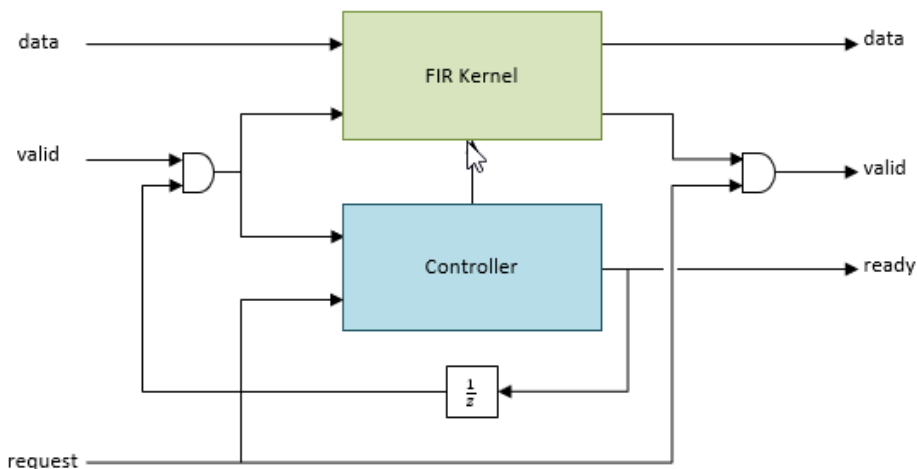 data
FIR Kernel
data
valid
valid
Controller
ready
1
z
request